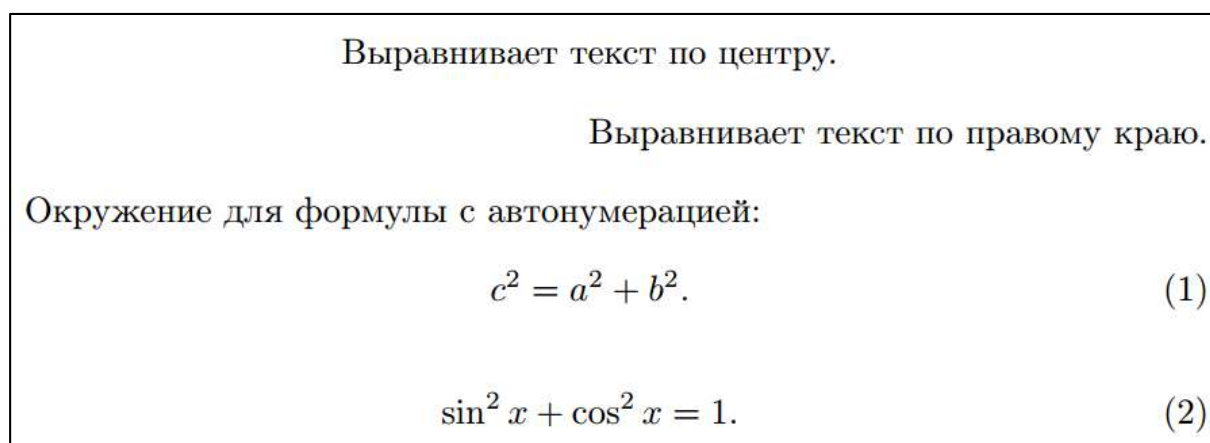 Выравнивает текст по центру.
Выравнивает текст по правому краю.
Окружение для формулы с автонумерацией:
c² = a² + b². (1)
sin² x + cos² x = 1. (2)